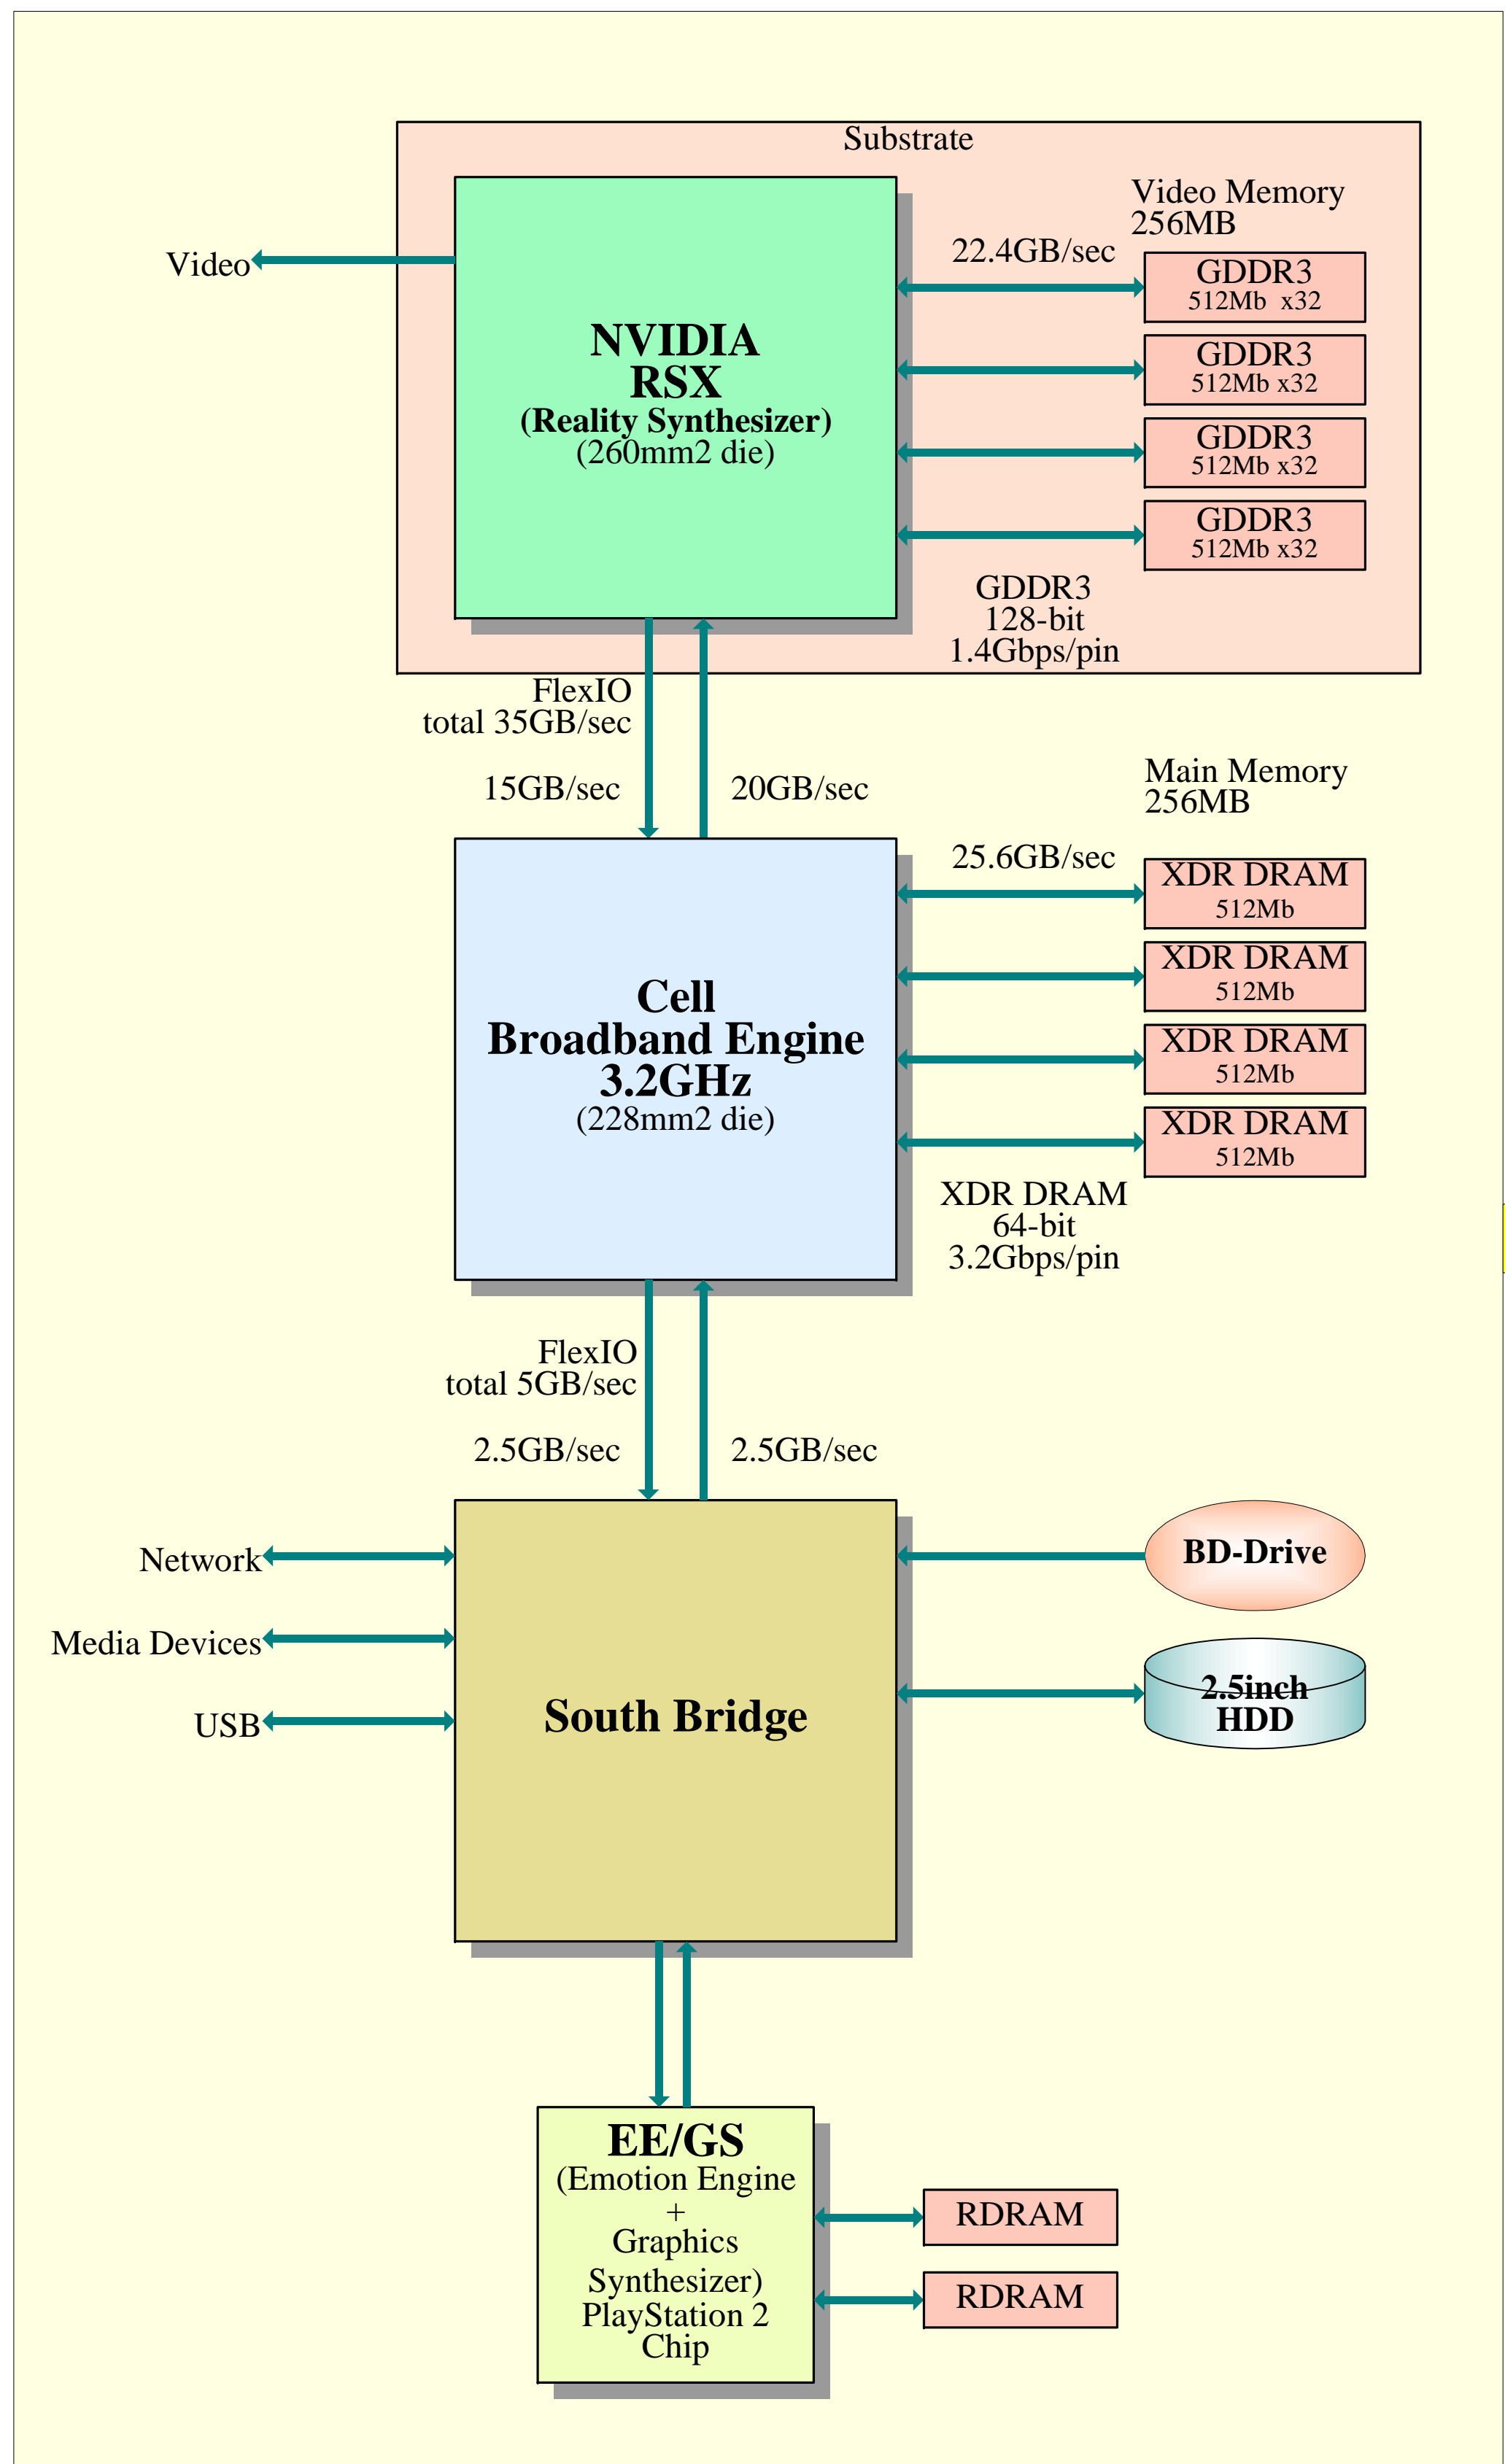 Substrate
Video Memory
256MB
22.4GB/sec
Video
GDDR3
512Mb  x32
NVIDIA
RSX
(Reality Synthesizer)
(260mm2 die)
GDDR3
512Mb x32
GDDR3
512Mb x32
GDDR3
512Mb x32
GDDR3
128-bit
1.4Gbps/pin
FlexIO
total 35GB/sec
15GB/sec
20GB/sec
Main Memory
256MB
25.6GB/sec
XDR DRAM
512Mb
XDR DRAM
512Mb
Cell
Broadband Engine
3.2GHz
(228mm2 die)
XDR DRAM
512Mb
XDR DRAM
512Mb
XDR DRAM
64-bit
3.2Gbps/pin
FlexIO
total 5GB/sec
2.5GB/sec
2.5GB/sec
Network
Media Devices
USB
South Bridge
BD-Drive
2.5inch
HDD
EE/GS
(Emotion Engine
+
Graphics
Synthesizer)
PlayStation 2
Chip
RDRAM
RDRAM